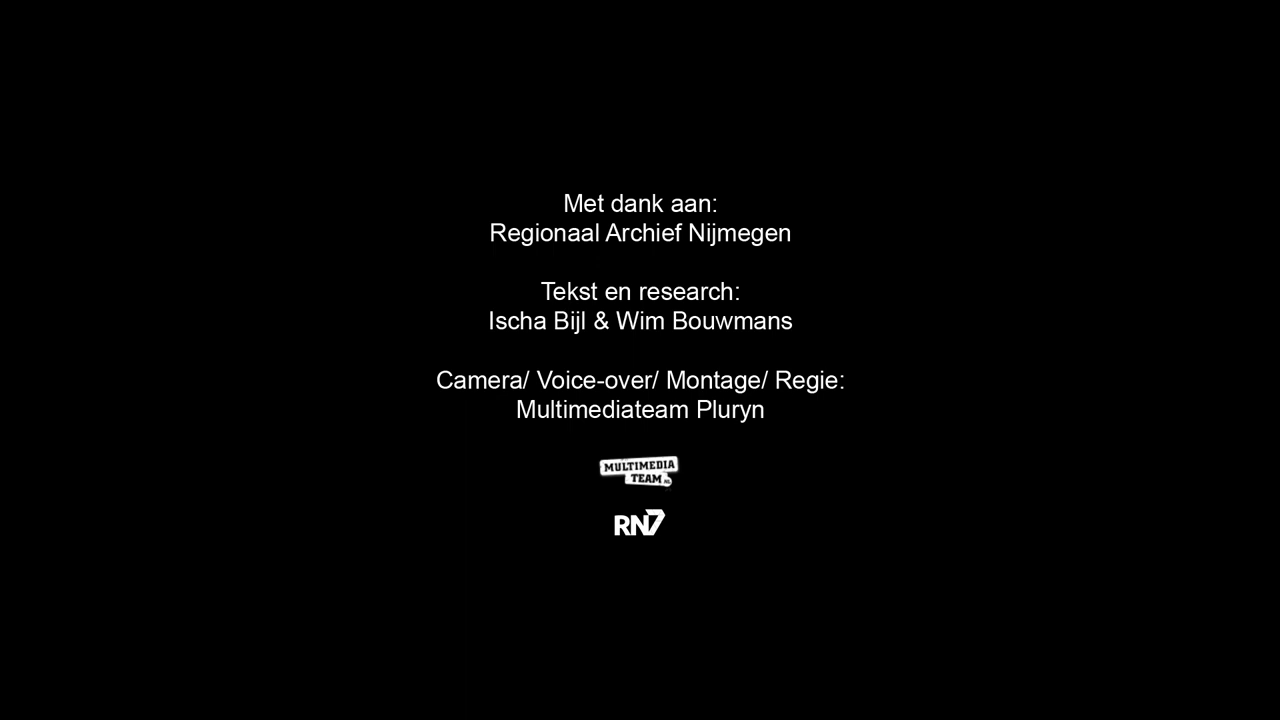 Met dank aan:
Regionaal Archief Nijmegen
Tekst en research:
Ischa Bijl & Wim Bouwmans
Camera/ Voice-over/ Montage/ Regie:
Multimediateam Pluryn
MULTIMEDIA
TEAM.NL
RN7